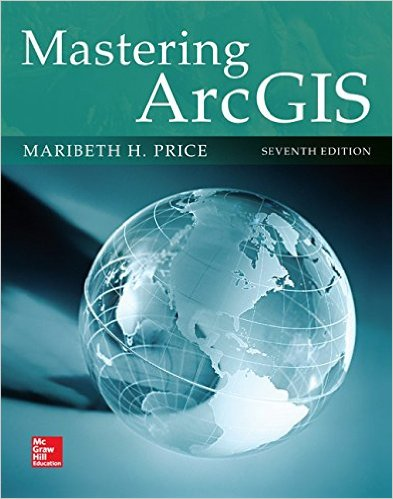 Mastering
ArcGIS
MARIBETH H. PRICE
SEVENTH EDITION
Mc
Graw
Hill
Education